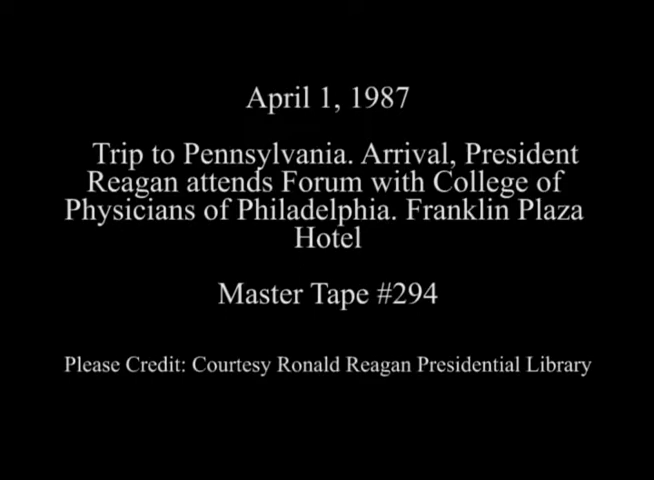 April 1, 1987
Trip to Pennsylvania. Arrival, President
Reagan attends Forum with College of
Physicians of Philadelphia. Franklin Plaza
Hotel
Master Tape #294
Please Credit: Courtesy Ronald Reagan Presidential Library